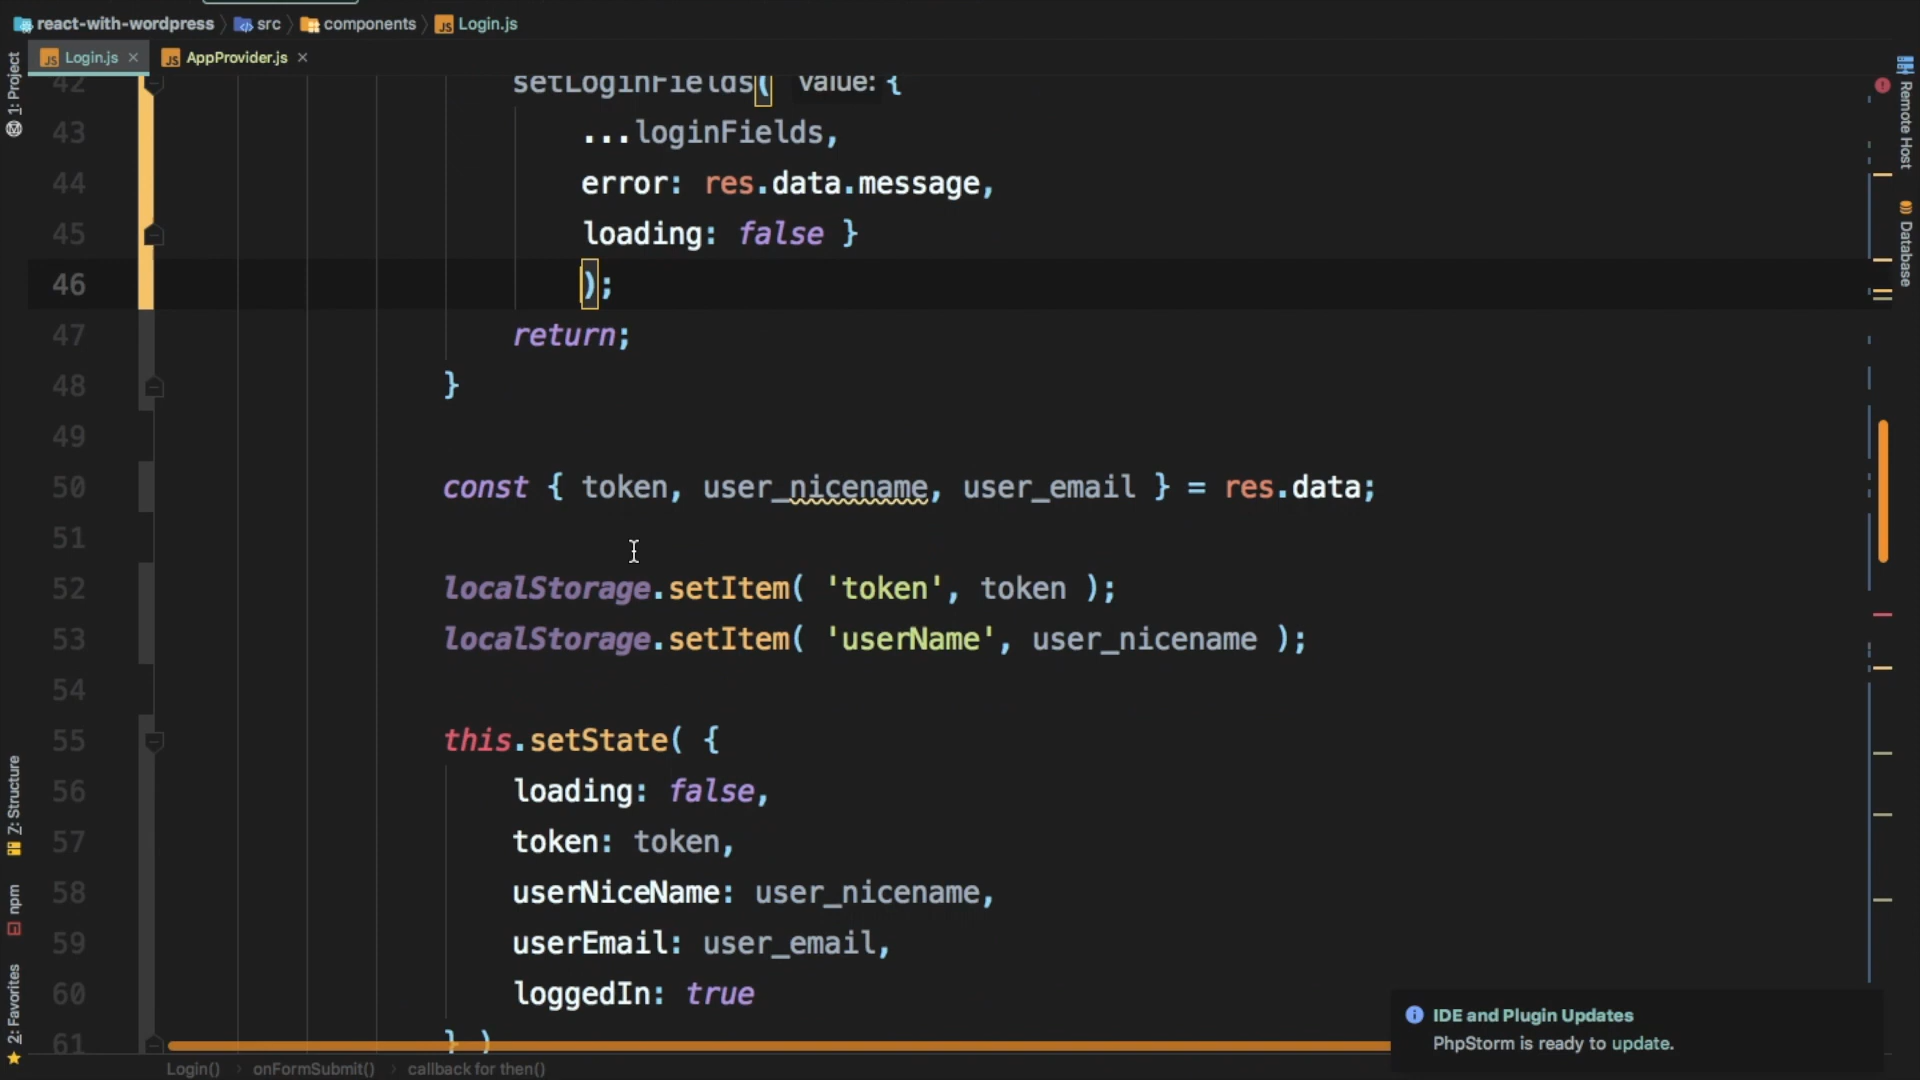 react-with-wordpress src components Login.js
Login.js AppProvider.js
42 setLoginFields( value: {
43 ...loginFields,
44 error: res.data.message,
45 loading: false }
46 );
47 return;
48 }
49
50 const { token, user_nicename, user_email } = res.data;
51
52 localStorage.setItem( 'token', token );
53 localStorage.setItem( 'userName', user_nicename );
54
55 this.setState( {
56 loading: false,
57 token: token,
58 userNiceName: user_nicename,
59 userEmail: user_email,
60 loggedIn: true
61 } )
Login() onFormSubmit() callback for then()
1: Project
Z: Structure
npm
2: Favorites
Remote Host
Database
IDE and Plugin Updates
PhpStorm is ready to update.